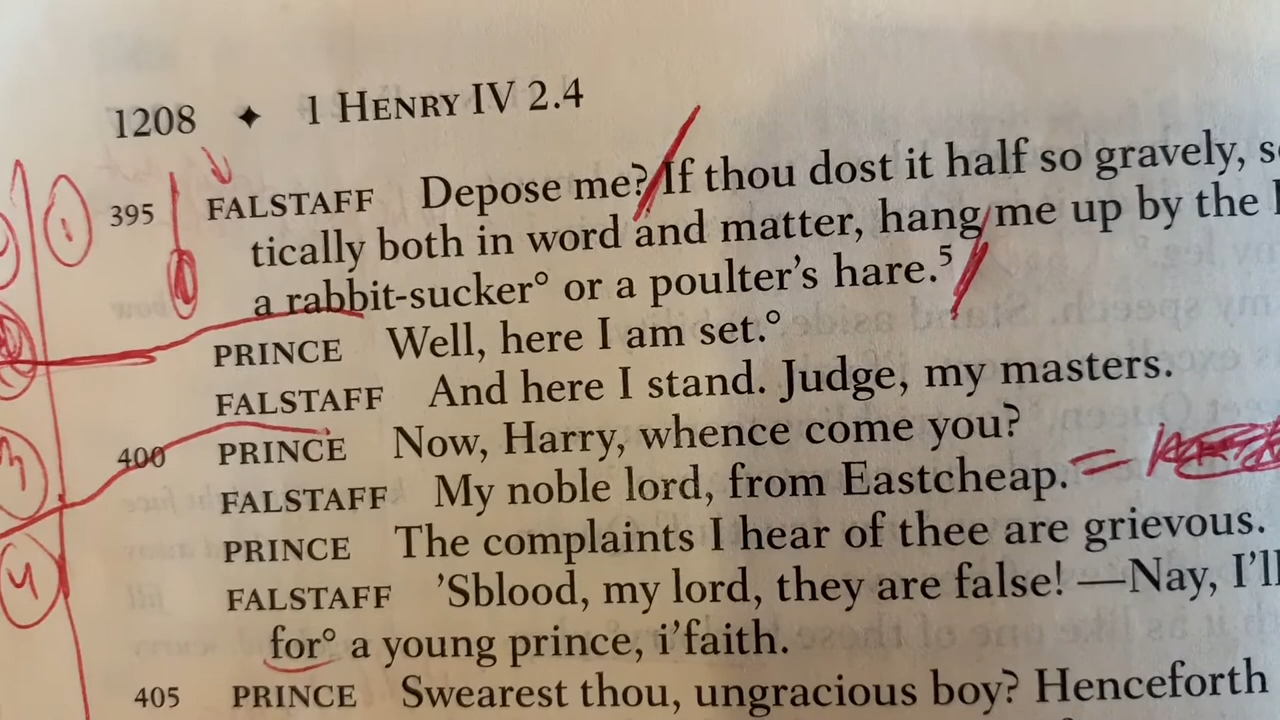 1208 ✦ 1 HENRY IV 2.4
395 FALSTAFF Depose me? If thou dost it half so gravely,
tically both in word and matter, hang me up by the
a rabbit-sucker° or a poulter's hare.5
PRINCE Well, here I am set.°
FALSTAFF And here I stand. Judge, my masters.
400 PRINCE Now, Harry, whence come you?
FALSTAFF My noble lord, from Eastcheap.
PRINCE The complaints I hear of thee are grievous.
FALSTAFF 'Sblood, my lord, they are false! —Nay, I'll
for° a young prince, i'faith.
405 PRINCE Swearest thou, ungracious boy? Henceforth